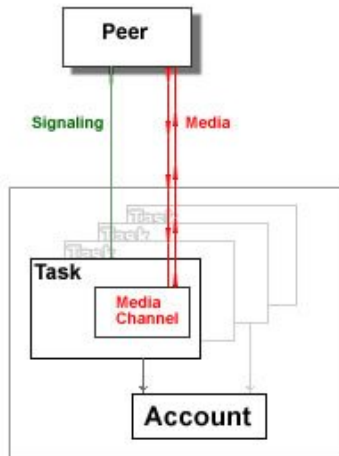 Peer
Signaling
Media
Task
Task
Task
Task
Media
Channel
Account